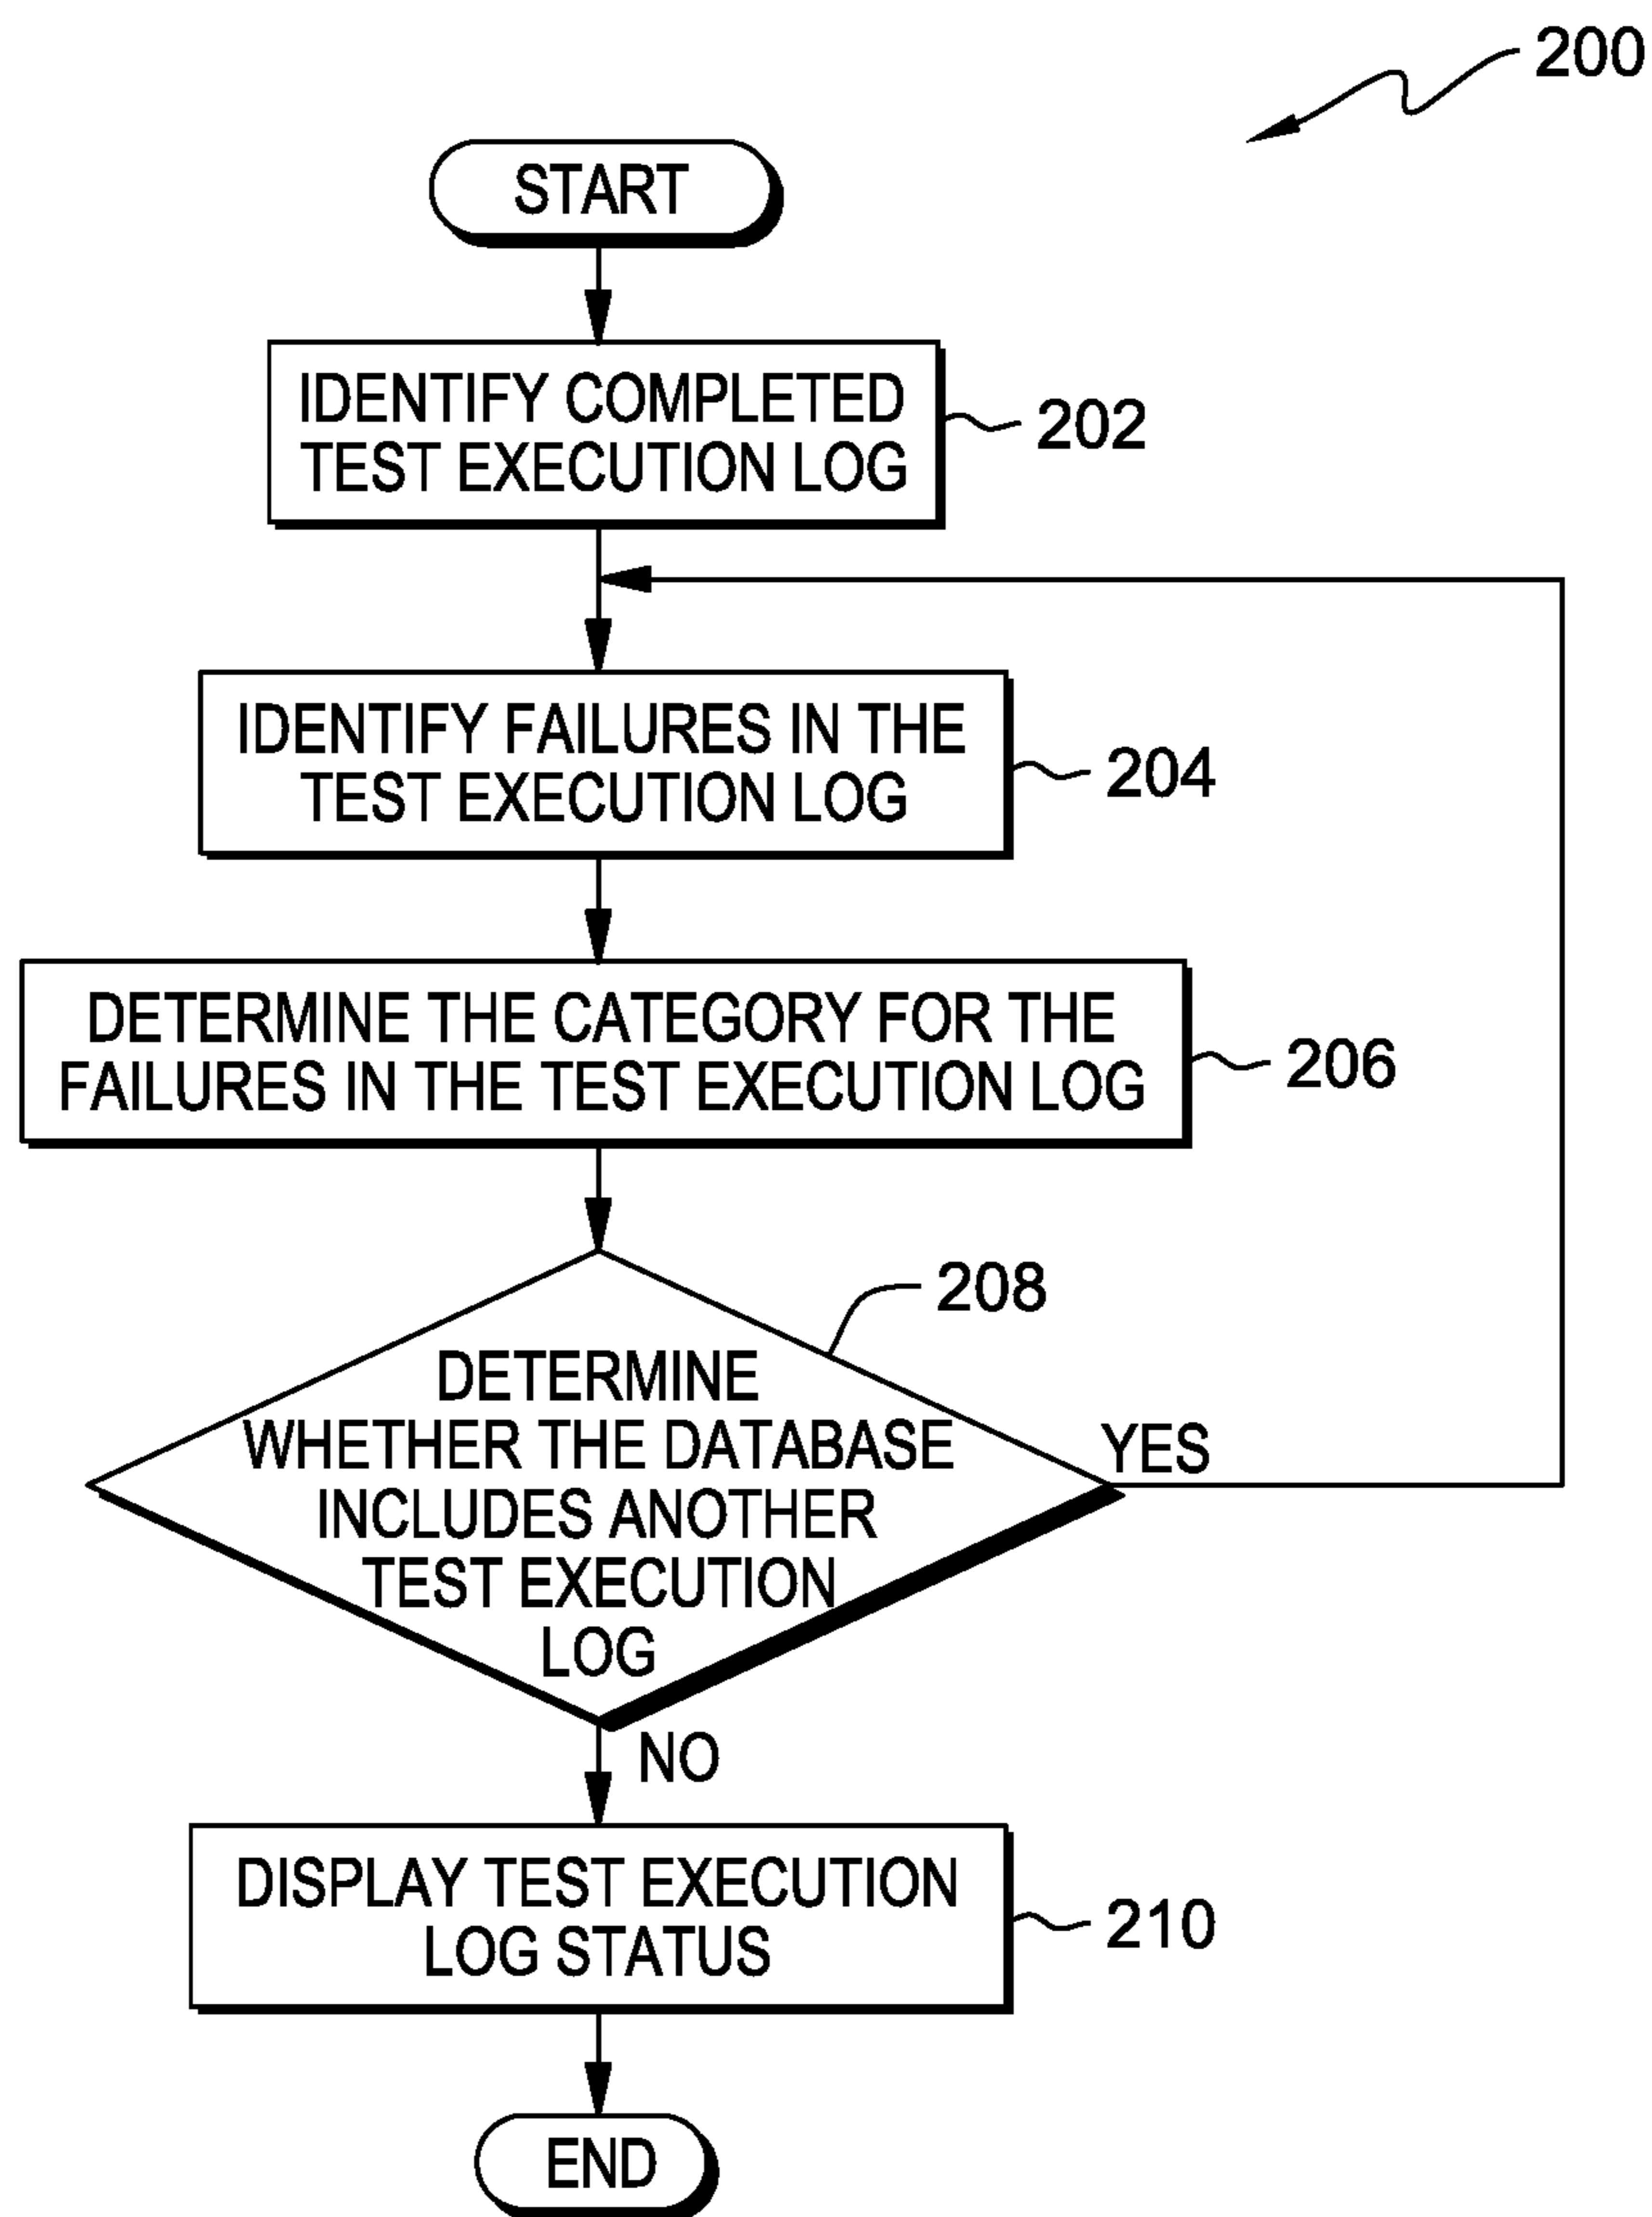 200
START
IDENTIFY COMPLETED
TEST EXECUTION LOG
202
IDENTIFY FAILURES IN THE
TEST EXECUTION LOG
204
DETERMINE THE CATEGORY FOR THE
FAILURES IN THE TEST EXECUTION LOG
206
208
DETERMINE
WHETHER THE DATABASE
INCLUDES ANOTHER
TEST EXECUTION
LOG
YES
NO
DISPLAY TEST EXECUTION
LOG STATUS
210
END